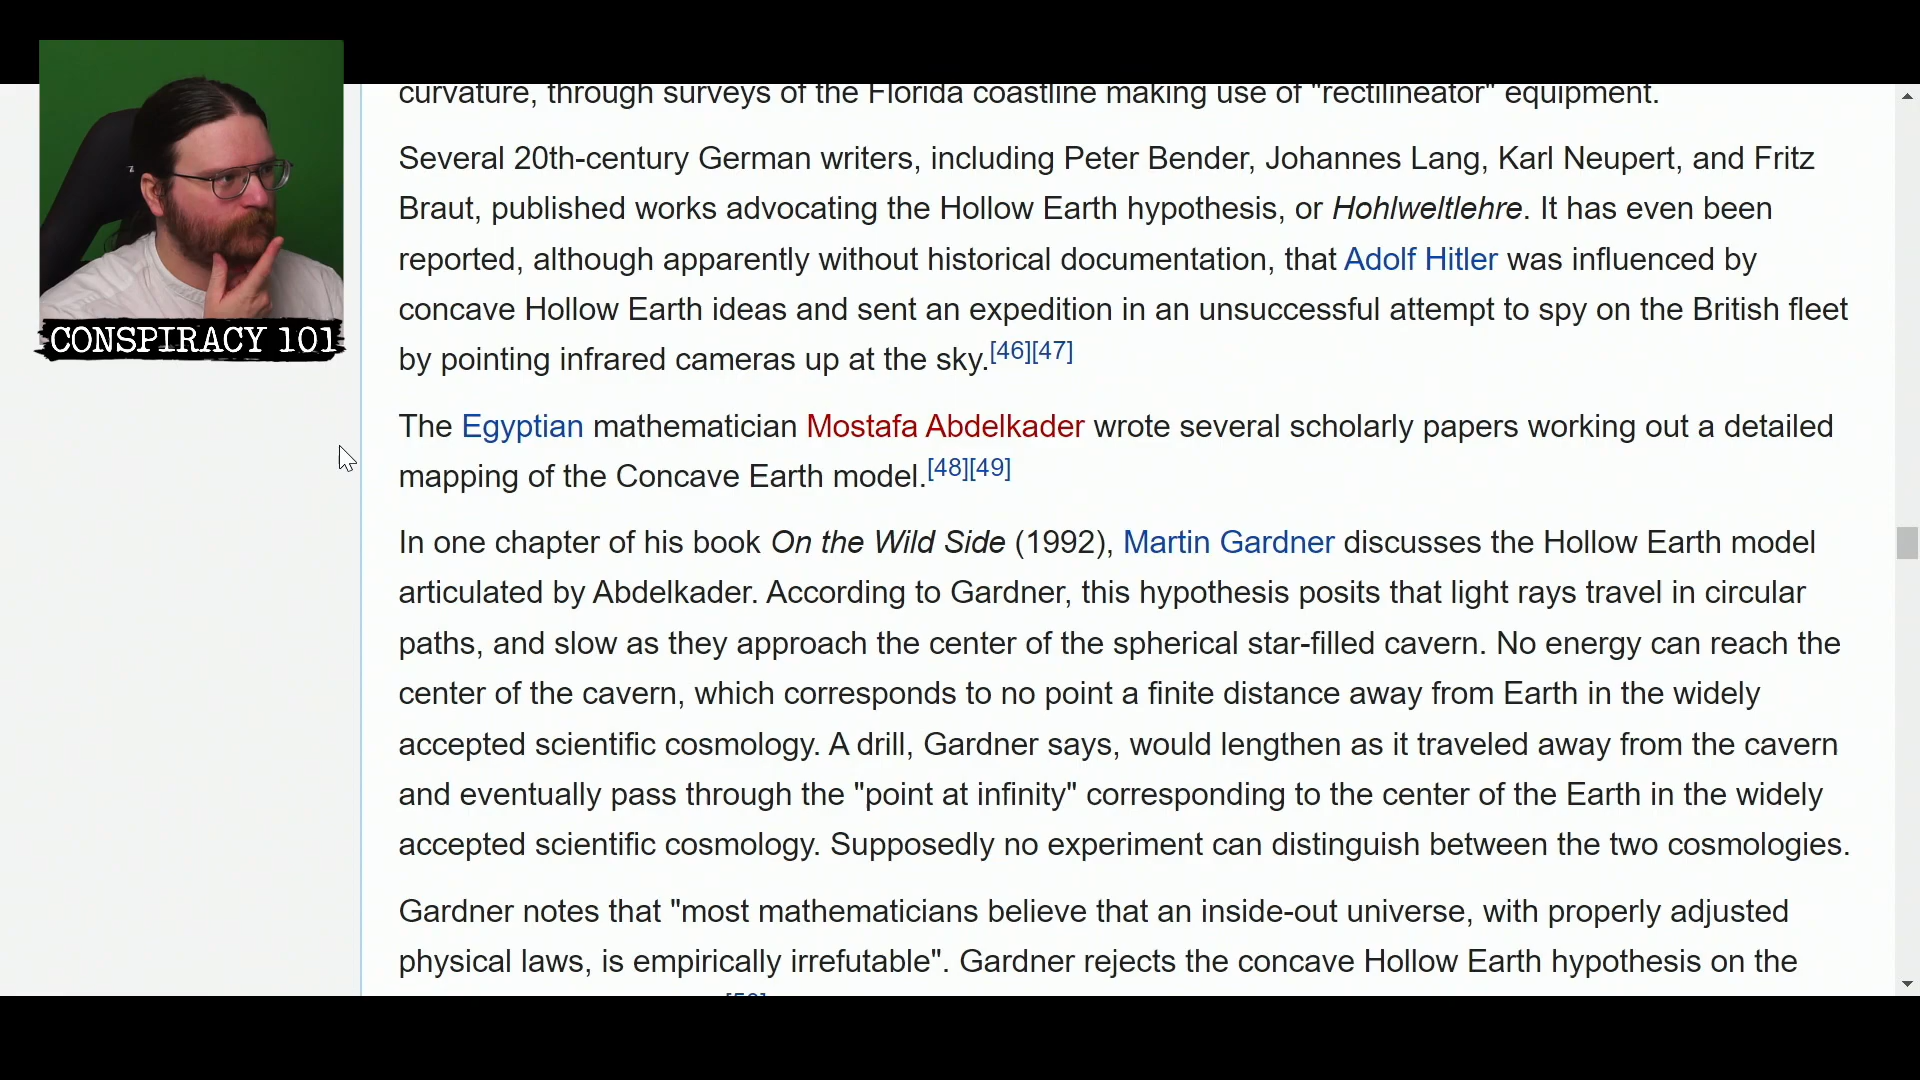 CONSPIRACY 101
curvature, through surveys of the Florida coastline making use of "rectilineator" equipment.
Several 20th-century German writers, including Peter Bender, Johannes Lang, Karl Neupert, and Fritz
Braut, published works advocating the Hollow Earth hypothesis, or Hohlweltlehre. It has even been
reported, although apparently without historical documentation, that Adolf Hitler was influenced by
concave Hollow Earth ideas and sent an expedition in an unsuccessful attempt to spy on the British fleet
by pointing infrared cameras up at the sky.[46][47]
The Egyptian mathematician Mostafa Abdelkader wrote several scholarly papers working out a detailed
mapping of the Concave Earth model.[48][49]
In one chapter of his book On the Wild Side (1992), Martin Gardner discusses the Hollow Earth model
articulated by Abdelkader. According to Gardner, this hypothesis posits that light rays travel in circular
paths, and slow as they approach the center of the spherical star-filled cavern. No energy can reach the
center of the cavern, which corresponds to no point a finite distance away from Earth in the widely
accepted scientific cosmology. A drill, Gardner says, would lengthen as it traveled away from the cavern
and eventually pass through the "point at infinity" corresponding to the center of the Earth in the widely
accepted scientific cosmology. Supposedly no experiment can distinguish between the two cosmologies.
Gardner notes that "most mathematicians believe that an inside-out universe, with properly adjusted
physical laws, is empirically irrefutable". Gardner rejects the concave Hollow Earth hypothesis on the